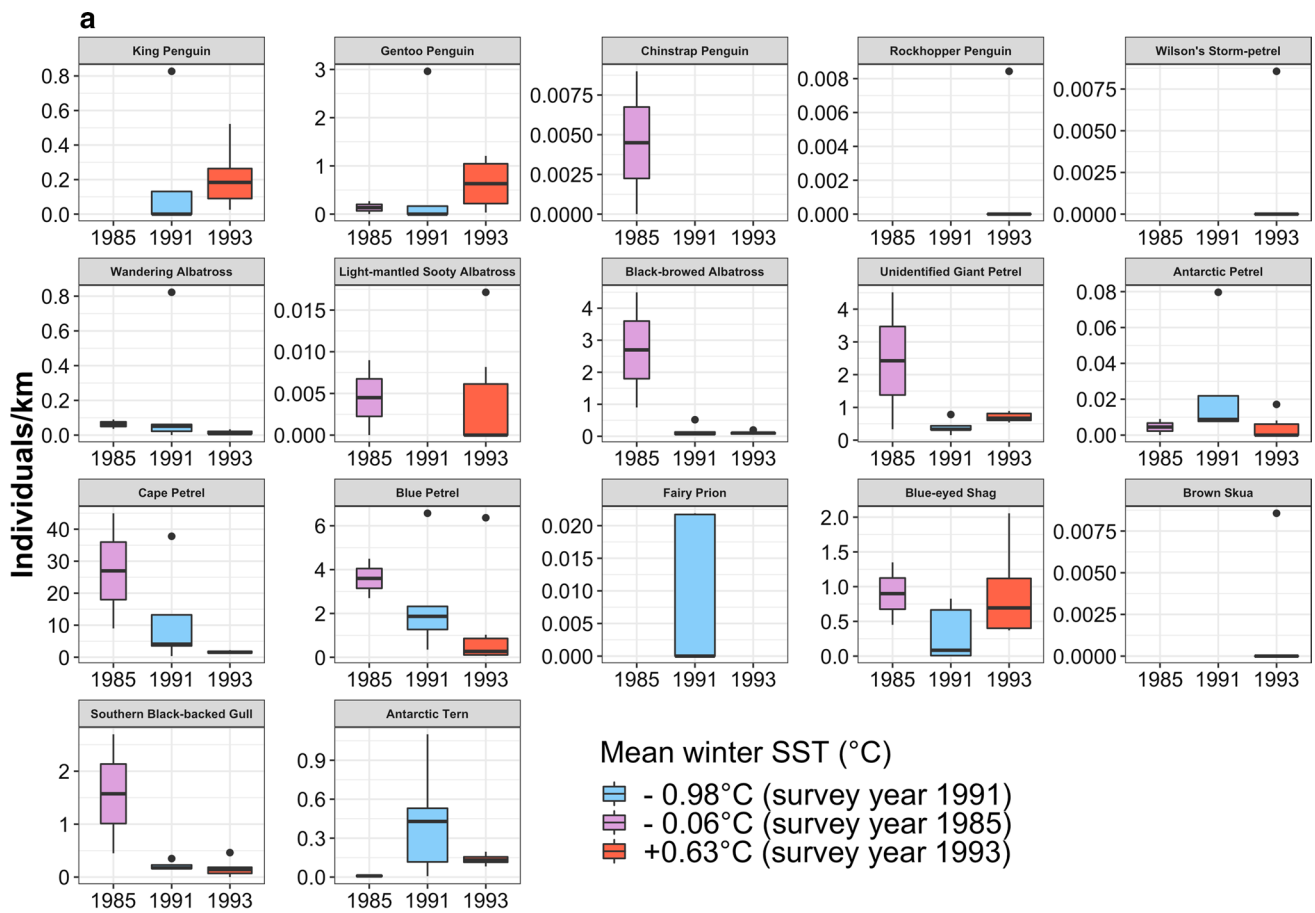 a
King Penguin
Gentoo Penguin
Chinstrap Penguin
Rockhopper Penguin
Wilson's Storm-petrel
0.8
0.6
0.4
0.2
0.0
3
2
1
0
0.0075
0.0050
0.0025
0.0000
0.008
0.006
0.004
0.002
0.000
0.0075
0.0050
0.0025
0.0000
1985 1991 1993
1985 1991 1993
1985 1991 1993
1985 1991 1993
1985 1991 1993
Wandering Albatross
Light-mantled Sooty Albatross
Black-browed Albatross
Unidentified Giant Petrel
Antarctic Petrel
0.8
0.6
0.4
0.2
0.0
0.015
0.010
0.005
0.000
4
3
2
1
0
4
3
2
1
0
0.08
0.06
0.04
0.02
0.00
1985 1991 1993
1985 1991 1993
1985 1991 1993
1985 1991 1993
1985 1991 1993
Individuals/km
Cape Petrel
Blue Petrel
Fairy Prion
Blue-eyed Shag
Brown Skua
40
30
20
10
0
6
4
2
0
0.020
0.015
0.010
0.005
0.000
2.0
1.5
1.0
0.5
0.0
0.0075
0.0050
0.0025
0.0000
1985 1991 1993
1985 1991 1993
1985 1991 1993
1985 1991 1993
1985 1991 1993
Southern Black-backed Gull
Antarctic Tern
2
1
0
0.9
0.6
0.3
0.0
1985 1991 1993
1985 1991 1993
Mean winter SST (°C)
- 0.98°C (survey year 1991)
- 0.06°C (survey year 1985)
+0.63°C (survey year 1993)